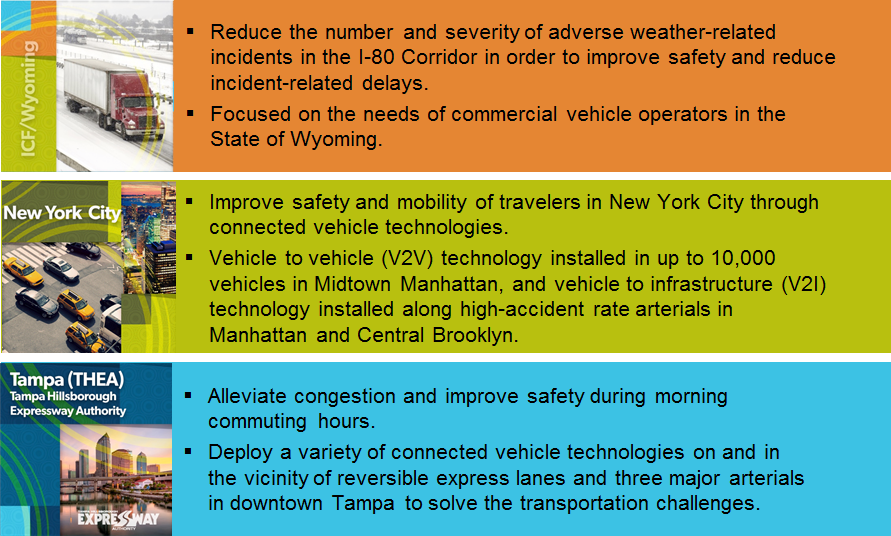 ICF/Wyoming
▪ Reduce the number and severity of adverse weather-related
incidents in the I-80 Corridor in order to improve safety and reduce
incident-related delays.
▪ Focused on the needs of commercial vehicle operators in the
State of Wyoming.
New York City
▪ Improve safety and mobility of travelers in New York City through
connected vehicle technologies.
▪ Vehicle to vehicle (V2V) technology installed in up to 10,000
vehicles in Midtown Manhattan, and vehicle to infrastructure (V2I)
technology installed along high-accident rate arterials in
Manhattan and Central Brooklyn.
Tampa (THEA)
Tampa Hillsborough
Expressway Authority
EXPRESSWAY
AUTHORITY
▪ Alleviate congestion and improve safety during morning
commuting hours.
▪ Deploy a variety of connected vehicle technologies on and in
the vicinity of reversible express lanes and three major arterials
in downtown Tampa to solve the transportation challenges.